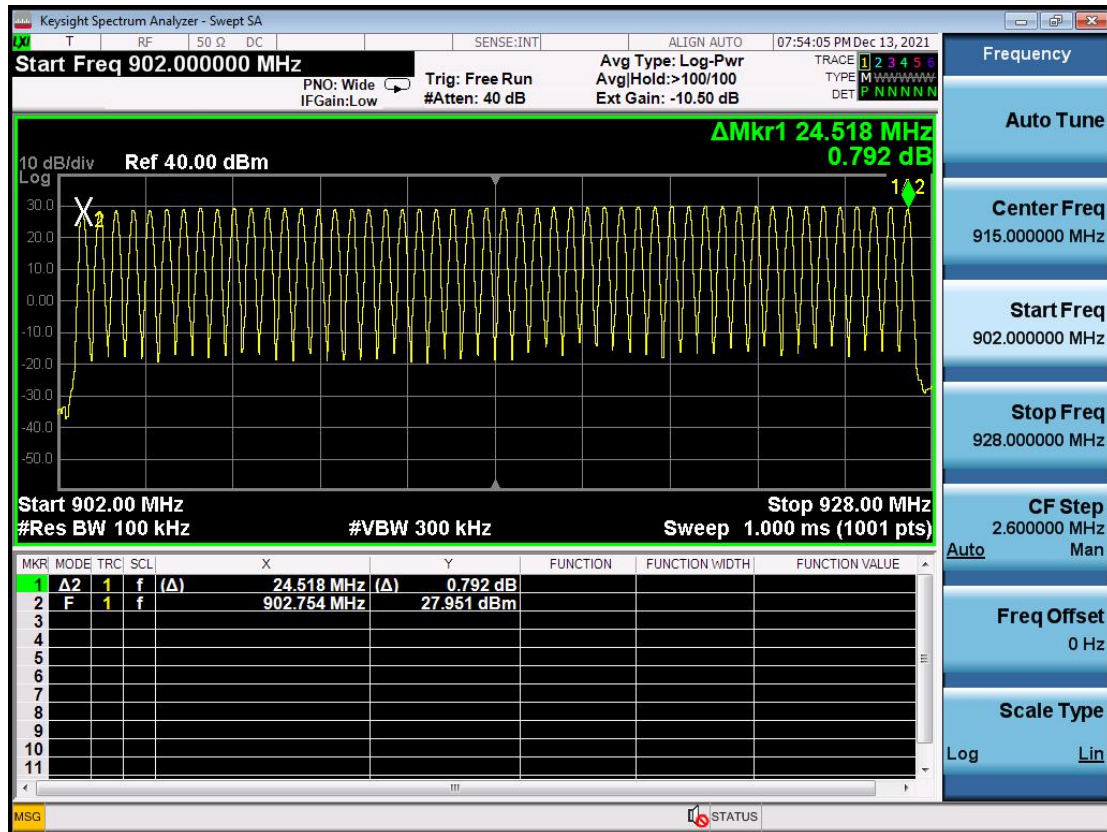 Keysight Spectrum Analyzer - Swept SA
LXI T RF 50 Ω DC SENSE:INT ALIGN AUTO 07:54:05 PM Dec 13, 2021
Start Freq 902.000000 MHz
PNO: Wide
IFGain:Low
Trig: Free Run
#Atten: 40 dB
Avg Type: Log-Pwr
Avg|Hold:>100/100
Ext Gain: -10.50 dB
TRACE 1 2 3 4 5 6
TYPE M WWWWW
DET P N N N N N
ΔMkr1 24.518 MHz
0.792 dB
10 dB/div Ref 40.00 dBm
Log
30.0
20.0
10.0
0.00
-10.0
-20.0
-30.0
-40.0
-50.0
X2
1Δ2
Start 902.00 MHz Stop 928.00 MHz
#Res BW 100 kHz #VBW 300 kHz Sweep 1.000 ms (1001 pts)
MKR MODE TRC SCL X Y FUNCTION FUNCTION WIDTH FUNCTION VALUE
1 Δ2 1 f (Δ) 24.518 MHz (Δ) 0.792 dB
2 F 1 f 902.754 MHz 27.951 dBm
3
4
5
6
7
8
9
10
11
MSG STATUS
Frequency
Auto Tune
Center Freq
915.000000 MHz
Start Freq
902.000000 MHz
Stop Freq
928.000000 MHz
CF Step
2.600000 MHz
Auto Man
Freq Offset
0 Hz
Scale Type
Log Lin